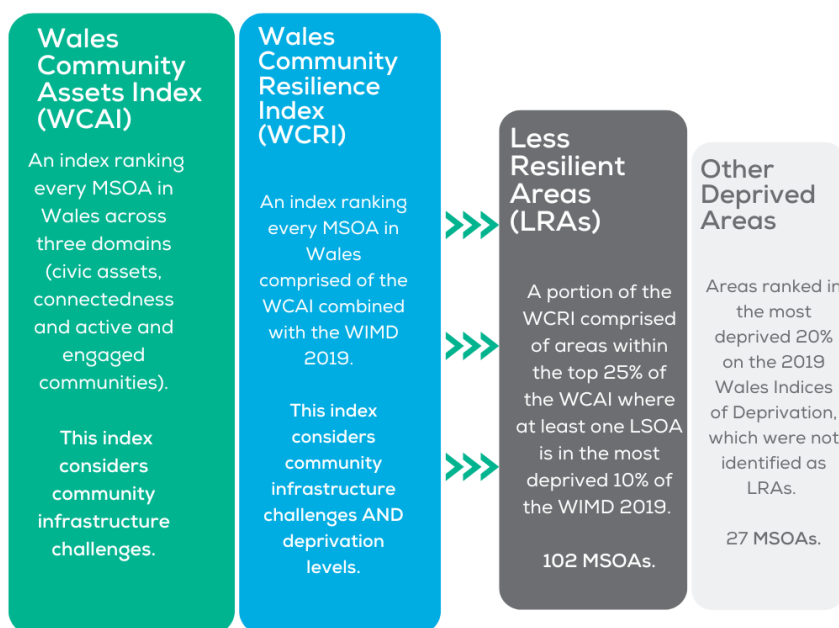 Wales
Community
Assets Index
(WCAI)
An index ranking
every MSOA in
Wales across
three domains
(civic assets,
connectedness
and active and
engaged
communities).
This index
considers
community
infrastructure
challenges.
Wales
Community
Resilience
Index
(WCRI)
An index ranking
every MSOA in
Wales
comprised of the
WCAI combined
with the WIMD
2019.
This index
considers
community
infrastructure
challenges AND
deprivation
levels.
Less
Resilient
Areas
(LRAs)
A portion of the
WCRI comprised
of areas within
the top 25% of
the WCAI where
at least one LSOA
is in the most
deprived 10% of
the WIMD 2019.
102 MSOAs.
Other
Deprived
Areas
Areas ranked in
the most
deprived 20%
on the 2019
Wales Indices
of Deprivation,
which were not
identified as
LRAs.
27 MSOAs.